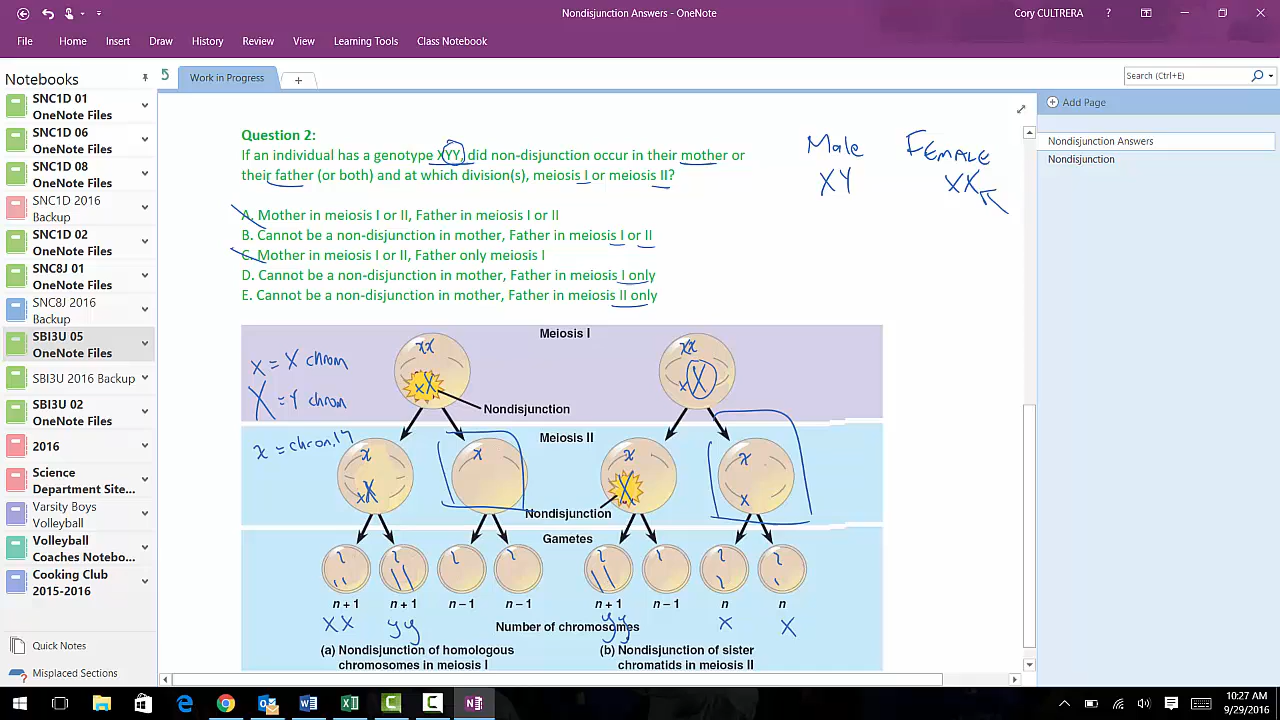 Nondisjunction Answers - OneNote
Cory CULTRERA
?
File Home Insert Draw History Review View Learning Tools Class Notebook
Notebooks
Work in Progress
Search (Ctrl+E)
Add Page
Nondisjunction Answers
Nondisjunction
SNC1D 01
OneNote Files
SNC1D 06
OneNote Files
SNC1D 08
OneNote Files
SNC1D 2016
Backup
SNC1D 02
OneNote Files
SNC8J 01
OneNote Files
SNC8J 2016
Backup
SBI3U 05
OneNote Files
SBI3U 2016 Backup
SBI3U 02
OneNote Files
2016
Science
Department Site...
Varsity Boys
Volleyball
Volleyball
Coaches Notebo...
Cooking Club
2015-2016
Quick Notes
Misplaced Sections
Question 2:
If an individual has a genotype XYY, did non-disjunction occur in their mother or
their father (or both) and at which division(s), meiosis I or meiosis II?
A. Mother in meiosis I or II, Father in meiosis I or II
B. Cannot be a non-disjunction in mother, Father in meiosis I or II
C. Mother in meiosis I or II, Father only meiosis I
D. Cannot be a non-disjunction in mother, Father in meiosis I only
E. Cannot be a non-disjunction in mother, Father in meiosis II only
Male FEMALE
XY XX
Meiosis I
xx xx
x = X chrom
xX xX
X = Y chrom
Nondisjunction
Meiosis II
x = chrom 14
x x x x
xX X x
Nondisjunction
Gametes
n + 1 n + 1 n – 1 n – 1 n + 1 n – 1 n n
XX yy yy x X
Number of chromosomes
(a) Nondisjunction of homologous
chromosomes in meiosis I
(b) Nondisjunction of sister
chromatids in meiosis II
10:27 AM
9/29/2016